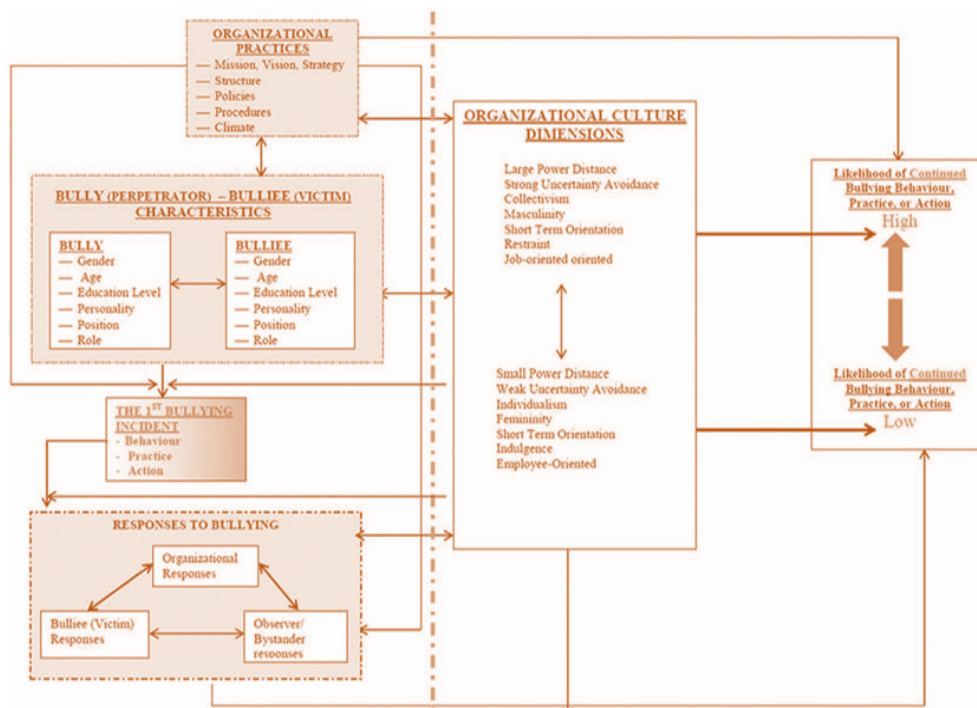 ORGANIZATIONAL
PRACTICES
— Mission, Vision, Strategy
— Structure
— Policies
— Procedures
— Climate
BULLY (PERPETRATOR) – BULLIEE (VICTIM)
CHARACTERISTICS
BULLY
— Gender
— Age
— Education Level
— Personality
— Position
— Role
BULLIEE
— Gender
— Age
— Education Level
— Personality
— Position
— Role
THE 1ST BULLYING
INCIDENT
- Behaviour
- Practice
- Action
RESPONSES TO BULLYING
Organizational
Responses
Bulliee (Victim)
Responses
Observer/
Bystander
responses
ORGANIZATIONAL CULTURE
DIMENSIONS
Large Power Distance
Strong Uncertainty Avoidance
Collectivism
Masculinity
Short Term Orientation
Restraint
Job-oriented oriented
Small Power Distance
Weak Uncertainty Avoidance
Individualism
Femininity
Short Term Orientation
Indulgence
Employee-Oriented
Likelihood of Continued
Bullying Behaviour,
Practice, or Action
High
Likelihood of Continued
Bullying Behaviour,
Practice, or Action
Low